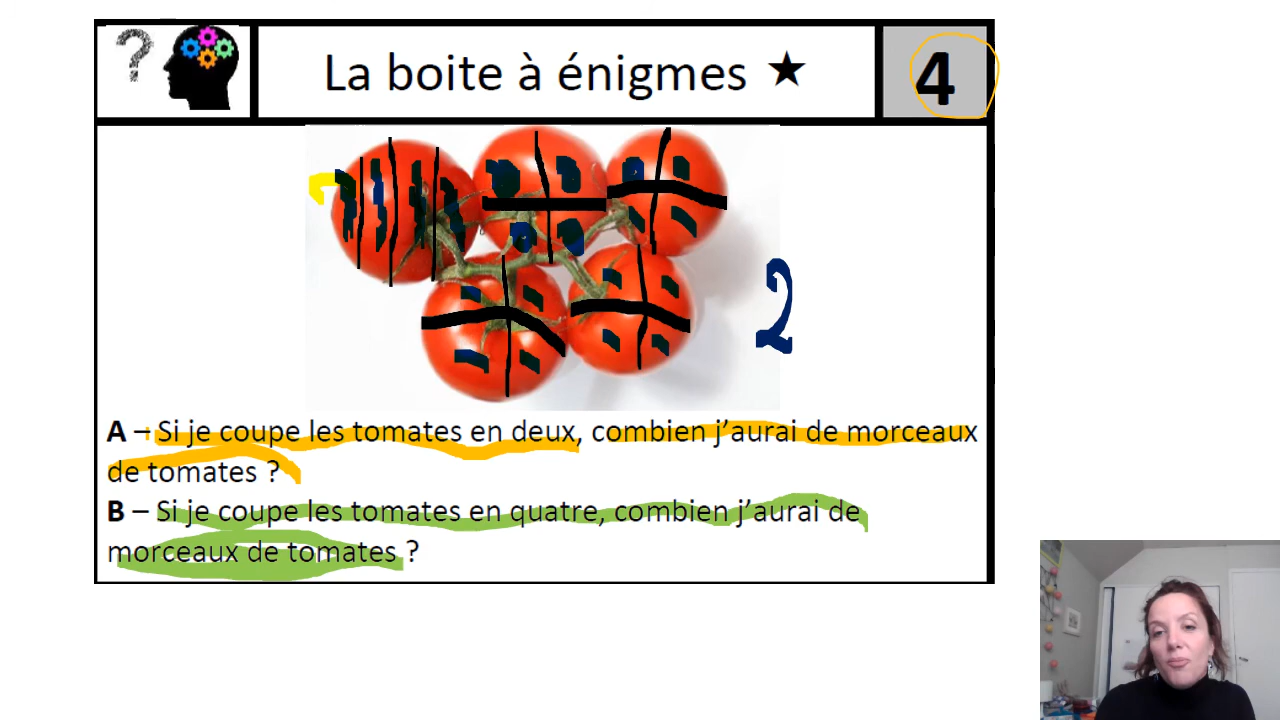 ?
La boite à énigmes ★
4
2
A – Si je coupe les tomates en deux, combien j'aurai de morceaux
de tomates ?
B – Si je coupe les tomates en quatre, combien j'aurai de
morceaux de tomates ?